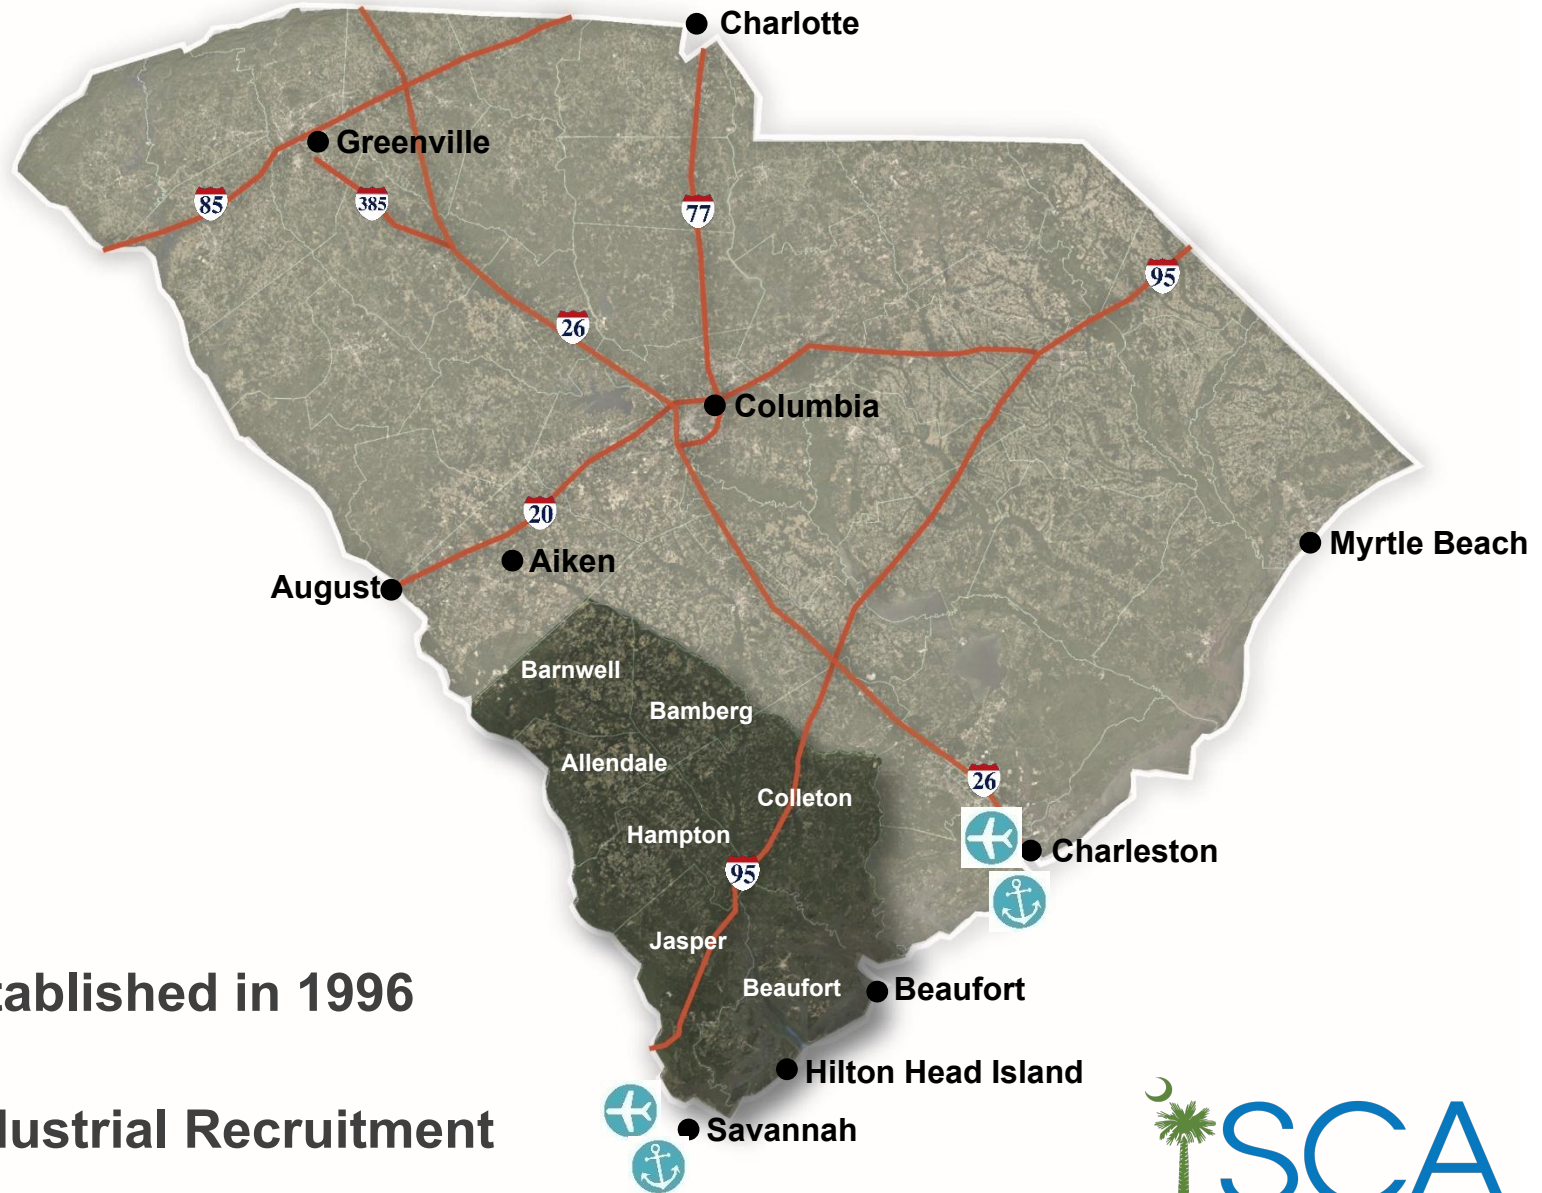 Charlotte
Greenville
85
385
77
95
26
Columbia
20
Aiken
Myrtle Beach
August
Barnwell
Bamberg
Allendale
Colleton
26
Hampton
Charleston
95
Jasper
Beaufort
Beaufort
tablished in 1996
Hilton Head Island
dustrial Recruitment
Savannah
SCA